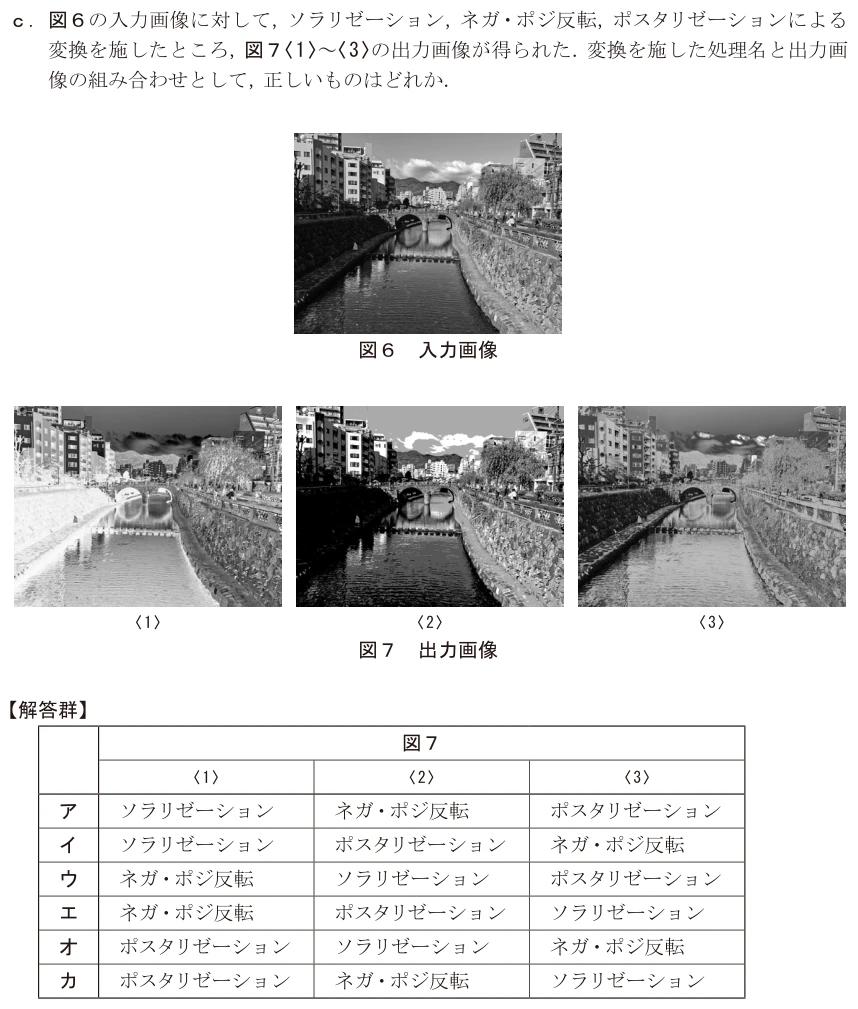 c．図６の入力画像に対して，ソラリゼーション，ネガ・ポジ反転，ポスタリゼーションによる
変換を施したところ，図７〈1〉～〈3〉の出力画像が得られた．変換を施した処理名と出力画
像の組み合わせとして，正しいものはどれか．
図６　入力画像
〈1〉 〈2〉 〈3〉
図７　出力画像
【解答群】
図７
〈1〉 〈2〉 〈3〉
ア ソラリゼーション ネガ・ポジ反転 ポスタリゼーション
イ ソラリゼーション ポスタリゼーション ネガ・ポジ反転
ウ ネガ・ポジ反転 ソラリゼーション ポスタリゼーション
エ ネガ・ポジ反転 ポスタリゼーション ソラリゼーション
オ ポスタリゼーション ソラリゼーション ネガ・ポジ反転
カ ポスタリゼーション ネガ・ポジ反転 ソラリゼーション